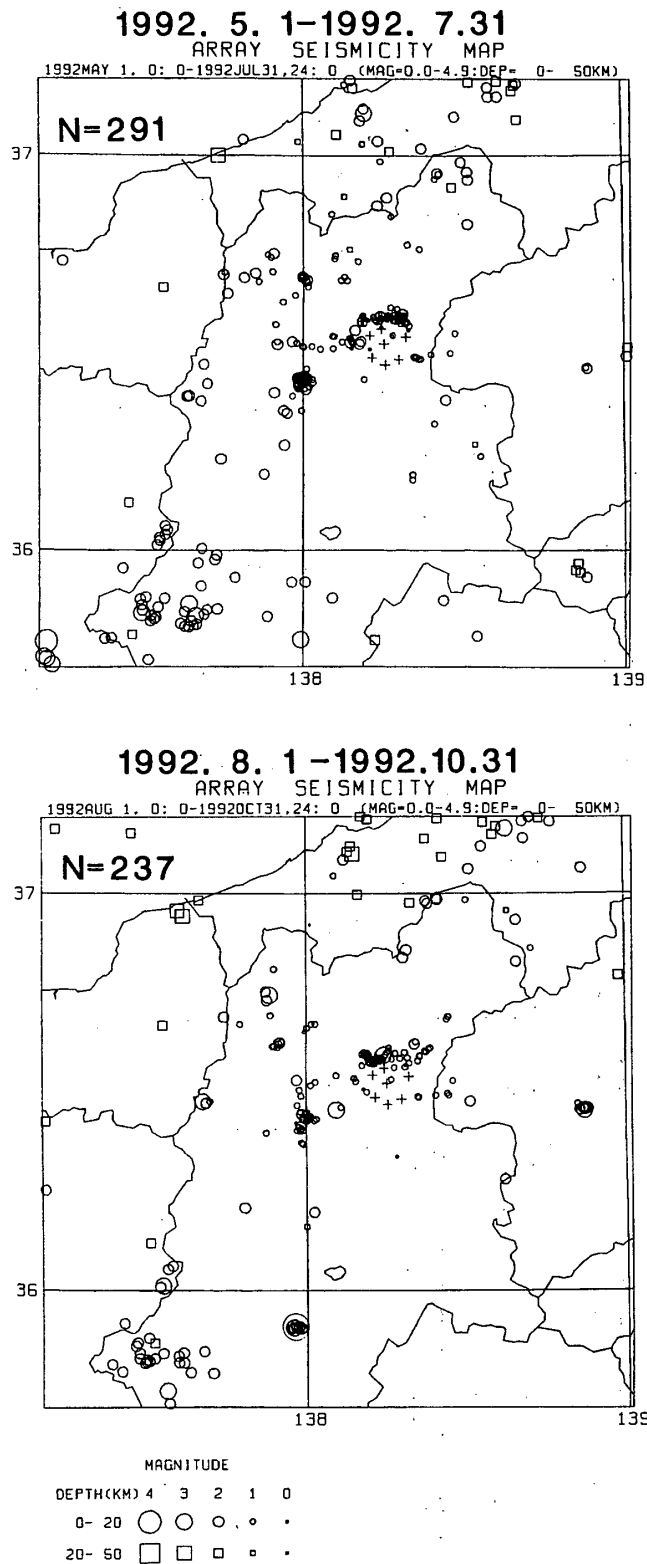 1992. 5. 1-1992. 7.31
ARRAY SEISMICITY MAP
1992MAY 1, 0: 0-1992JUL31,24: 0 (MAG=0.0-4.9:DEP= 0- 50KM)
N=291
37
36
138
139
1992. 8. 1-1992.10.31
ARRAY SEISMICITY MAP
1992AUG 1, 0: 0-1992OCT31,24: 0 (MAG=0.0-4.9:DEP= 0- 50KM)
N=237
37
36
138
139
MAGNITUDE
DEPTH(KM) 4 3 2 1 0
0- 20
20- 50